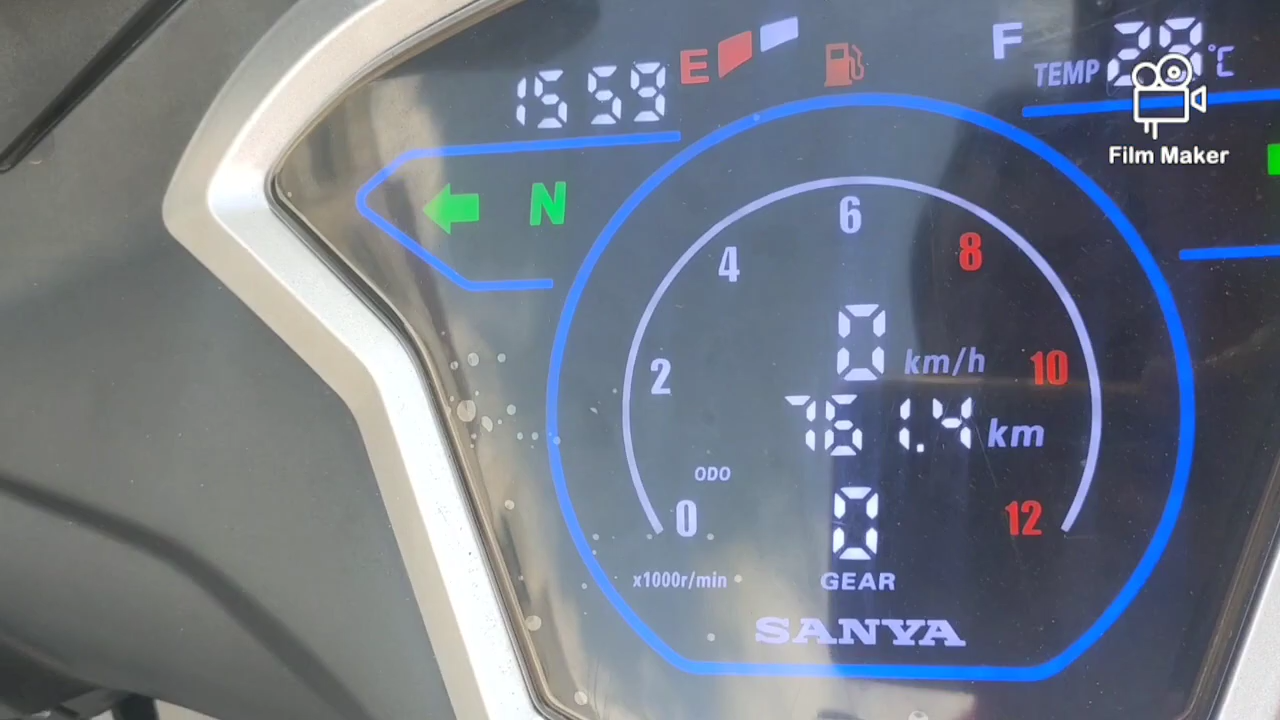 15 59 E F TEMP 28 °C
Film Maker
N
6
4 8
0 km/h
2 10
761.4 km
ODO
0 0 12
x1000r/min GEAR
SANYA